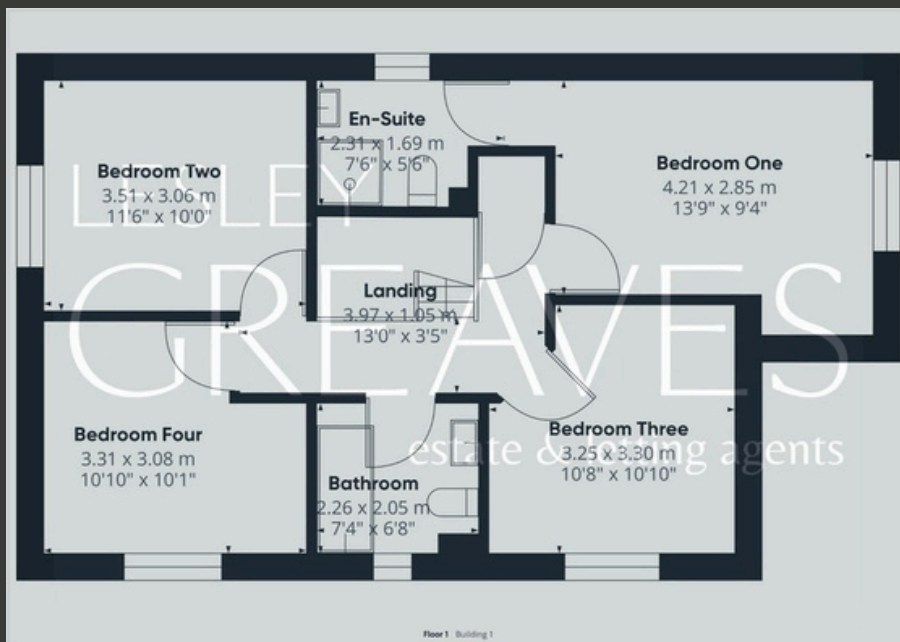 En-Suite
2.31 x 1.69 m
7'6" x 5'6"
Bedroom Two
3.51 x 3.06 m
11'6" x 10'0"
Bedroom One
4.21 x 2.85 m
13'9" x 9'4"
LESLEY
GREAVES
estate & letting agents
Landing
3.97 x 1.05 m
13'0" x 3'5"
Bedroom Four
3.31 x 3.08 m
10'10" x 10'1"
Bedroom Three
3.25 x 3.30 m
10'8" x 10'10"
Bathroom
2.26 x 2.05 m
7'4" x 6'8"
Floor 1 Building 1